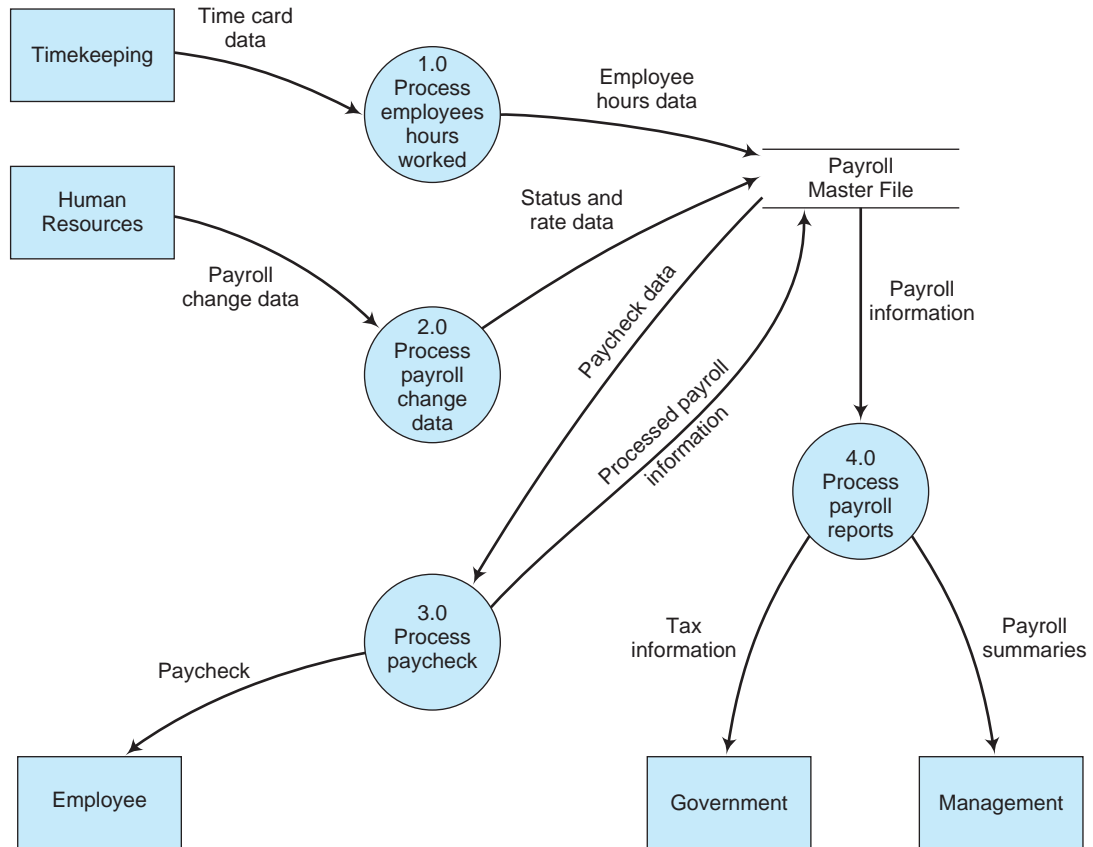 Timekeeping
Time card
data
1.0
Process
employees
hours
worked
Employee
hours data
Payroll
Master File
Human
Resources
Payroll
change data
2.0
Process
payroll
change
data
Status and
rate data
Paycheck data
Processed payroll
information
Payroll
information
4.0
Process
payroll
reports
3.0
Process
paycheck
Paycheck
Tax
information
Payroll
summaries
Employee
Government
Management